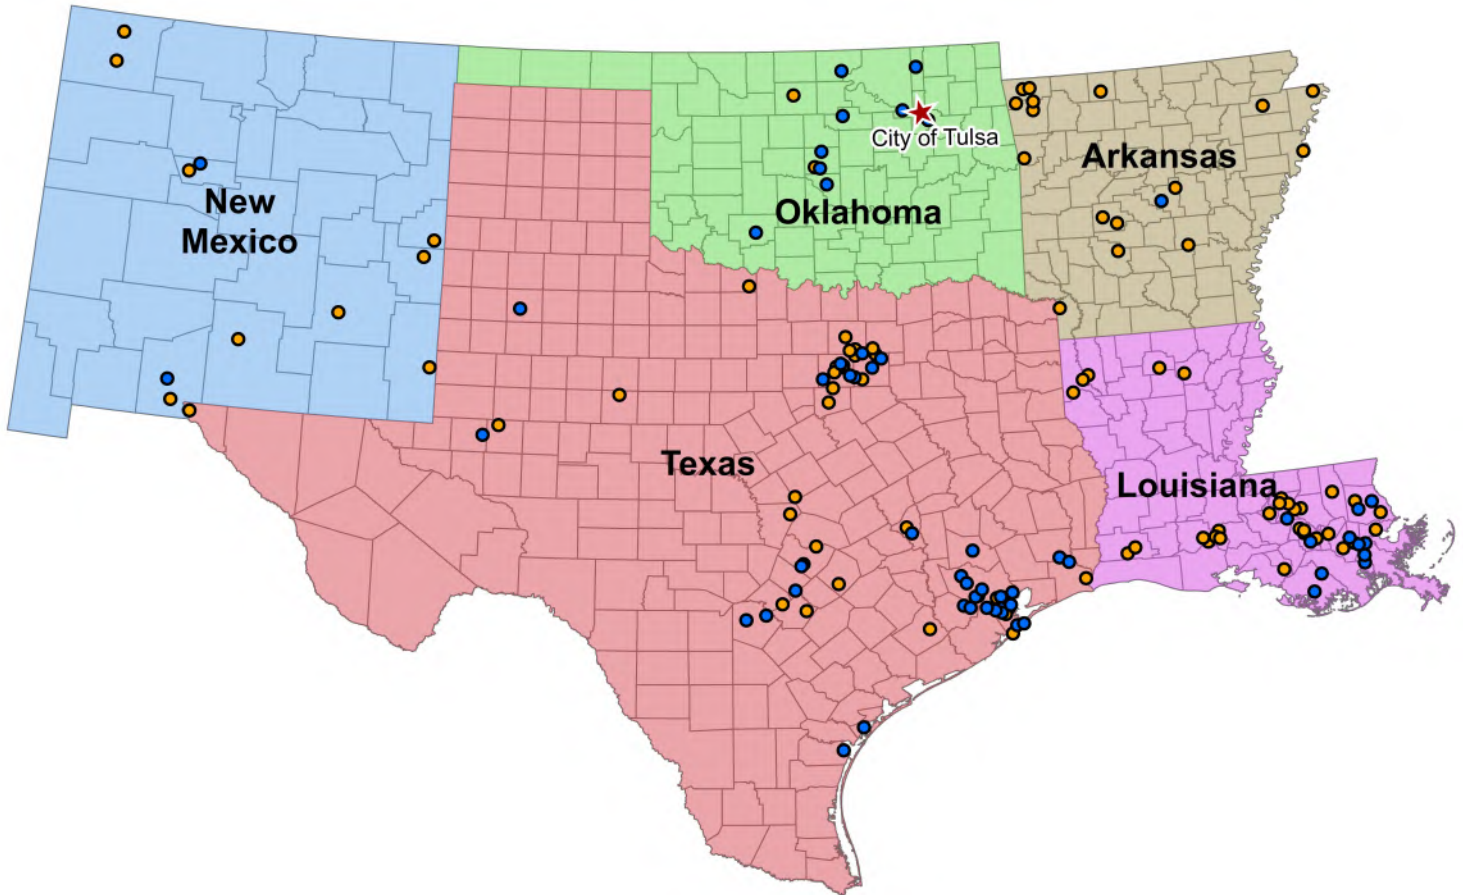 City of Tulsa
Arkansas
New
Mexico
Oklahoma
Texas
Louisiana